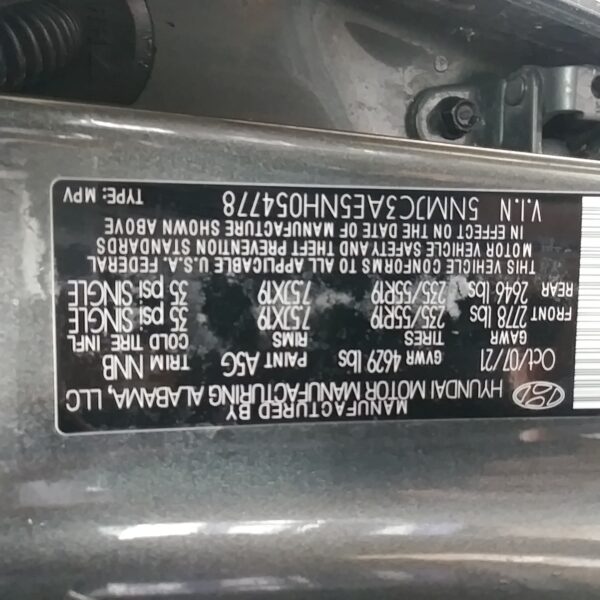 MANUFACTURED BY
HYUNDAI MOTOR MANUFACTURING ALABAMA, LLC
Oct/07/21 GVWR 4629 lbs PAINT A5G TRIM NNB
GAWR TIRES RIMS COLD TIRE INFL
FRONT 2778 lbs 235/55R19 7.5JX19 35 psi SINGLE
REAR 2646 lbs 235/55R19 7.5JX19 35 psi SINGLE
THIS VEHICLE CONFORMS TO ALL APPLICABLE U.S.A. FEDERAL
MOTOR VEHICLE SAFETY AND THEFT PREVENTION STANDARDS
IN EFFECT ON THE DATE OF MANUFACTURE SHOWN ABOVE
V.I.N 5NMJC3AE5NH054778 TYPE: MPV